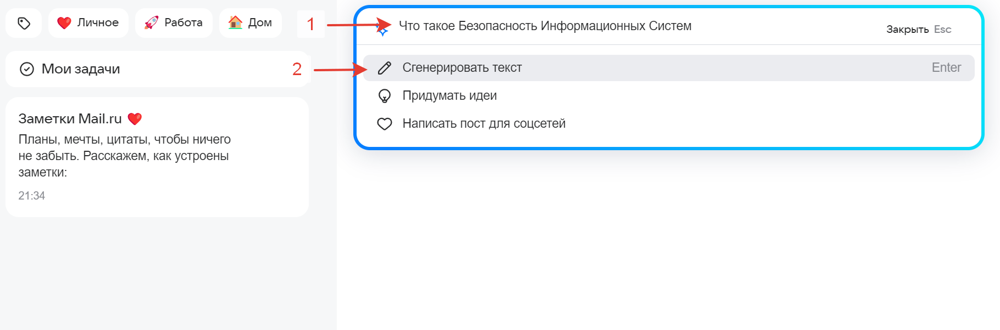 Личное
Работа
Дом
1
Что такое Безопасность Информационных Систем
Закрыть Esc
Мои задачи
2
Сгенерировать текст
Enter
Придумать идеи
Написать пост для соцсетей
Заметки Mail.ru
Планы, мечты, цитаты, чтобы ничего
не забыть. Расскажем, как устроены
заметки:
21:34